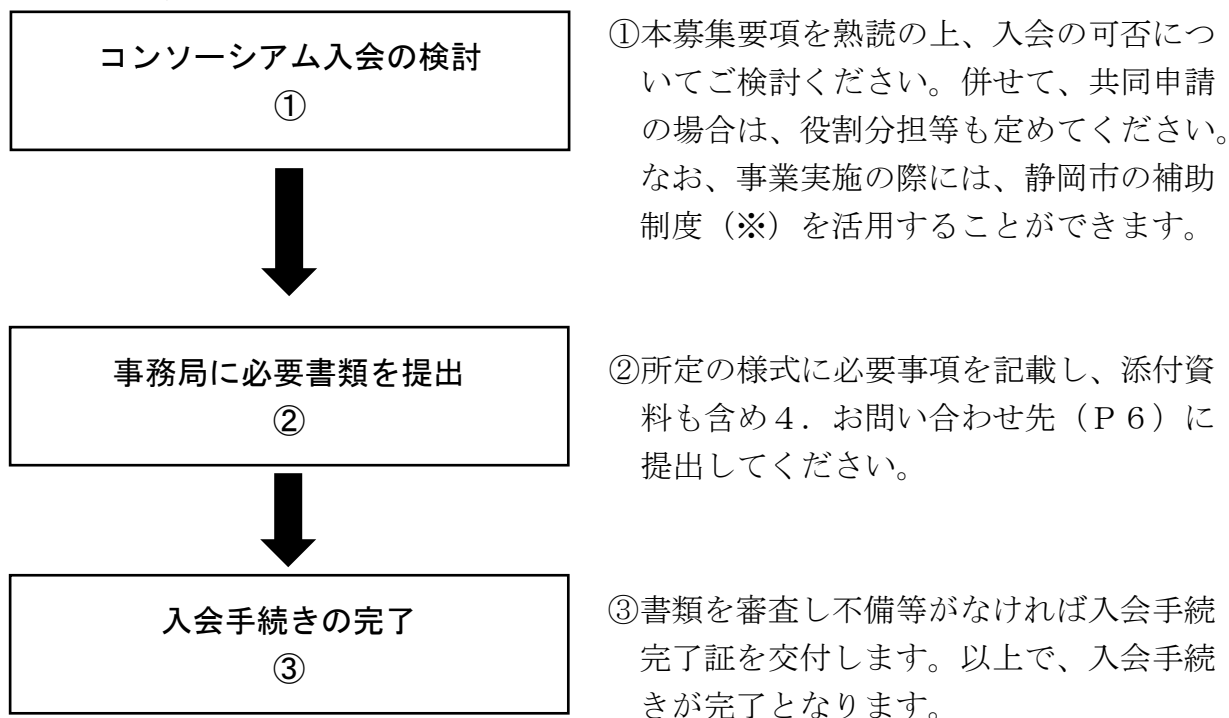 コンソーシアム入会の検討
①
①本募集要項を熟読の上、入会の可否につ
いてご検討ください。併せて、共同申請
の場合は、役割分担等も定めてください。
なお、事業実施の際には、静岡市の補助
制度（※）を活用することができます。
事務局に必要書類を提出
②
②所定の様式に必要事項を記載し、添付資
料も含め４．お問い合わせ先（Ｐ６）に
提出してください。
入会手続きの完了
③
③書類を審査し不備等がなければ入会手続
完了証を交付します。以上で、入会手続
きが完了となります。